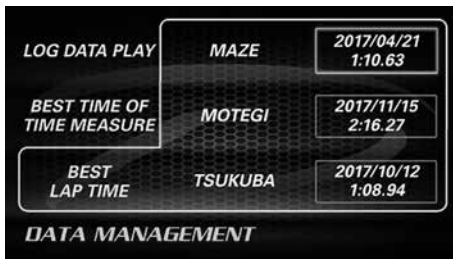 LOG DATA PLAY
MAZE
2017/04/21
1:10.63
BEST TIME OF
TIME MEASURE
MOTEGI
2017/11/15
2:16.27
BEST
LAP TIME
TSUKUBA
2017/10/12
1:08.94
DATA MANAGEMENT